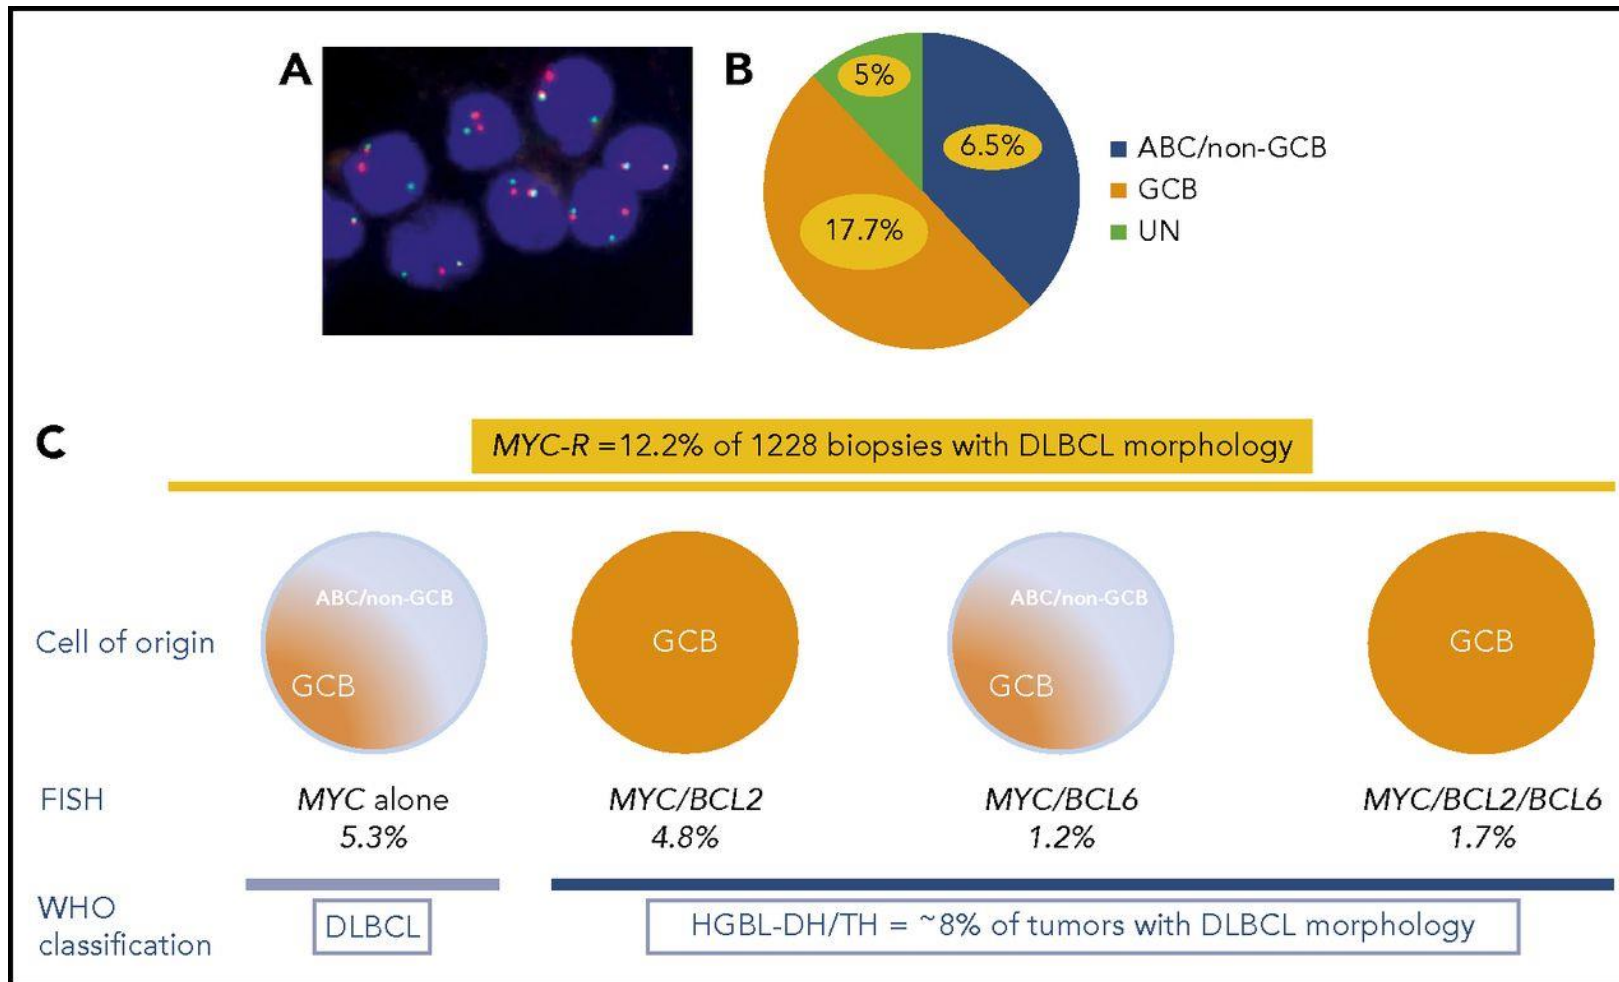 A
B
5%
6.5%
17.7%
ABC/non-GCB
GCB
UN
C
MYC-R =12.2% of 1228 biopsies with DLBCL morphology
Cell of origin
ABC/non-GCB
GCB
GCB
ABC/non-GCB
GCB
GCB
FISH
MYC alone
5.3%
MYC/BCL2
4.8%
MYC/BCL6
1.2%
MYC/BCL2/BCL6
1.7%
WHO
classification
DLBCL
HGBL-DH/TH = ~8% of tumors with DLBCL morphology